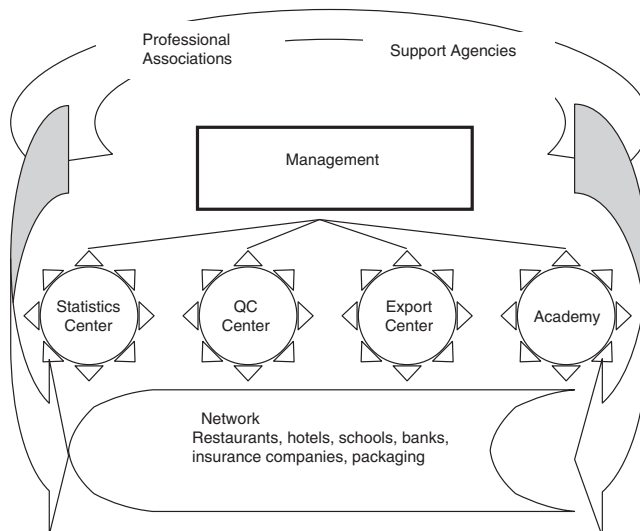 Professional
Associations
Support Agencies
Management
Statistics
Center
QC
Center
Export
Center
Academy
Network
Restaurants, hotels, schools, banks,
insurance companies, packaging